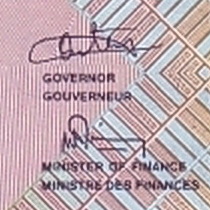 GOVERNOR
GOUVERNEUR
MINISTER OF FINANCE
MINISTRE DES FINANCES